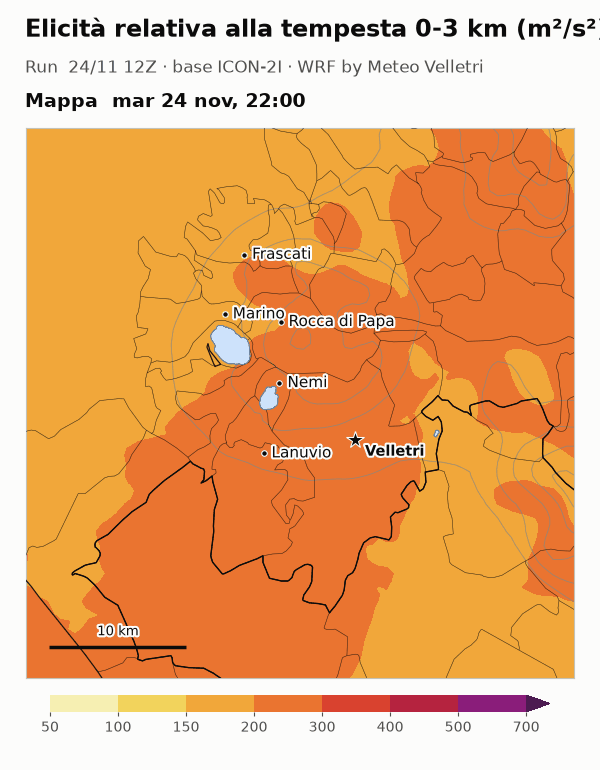 Elicità relativa alla tempesta 0-3 km (m²/s²)
Run 24/11 12Z · base ICON-2I · WRF by Meteo Velletri
Mappa mar 24 nov, 22:00
Frascati
Marino
Rocca di Papa
Nemi
Velletri
Lanuvio
10 km
50 100 150 200 300 400 500 700